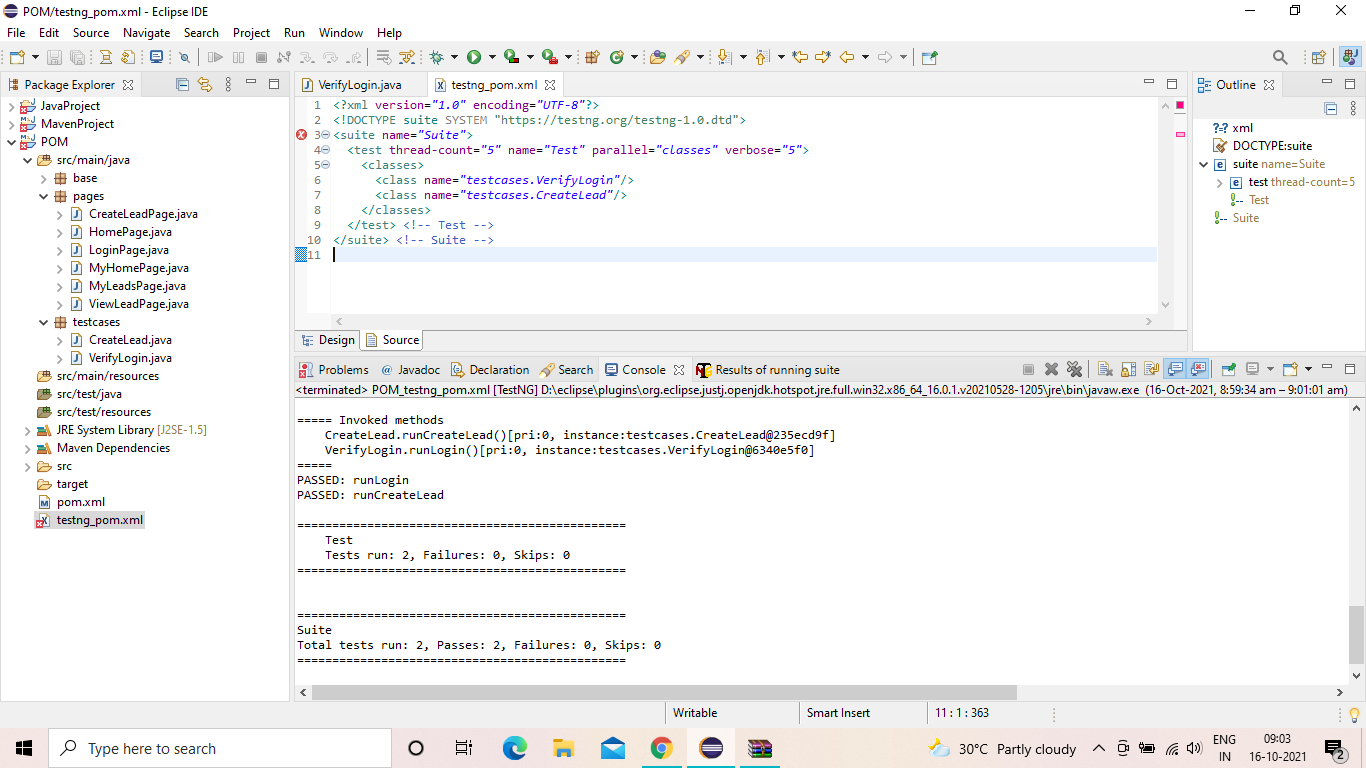 POM/testng_pom.xml - Eclipse IDE
File Edit Source Navigate Search Project Run Window Help
Package Explorer
JavaProject
MavenProject
POM
src/main/java
base
pages
CreateLeadPage.java
HomePage.java
LoginPage.java
MyHomePage.java
MyLeadsPage.java
ViewLeadPage.java
testcases
CreateLead.java
VerifyLogin.java
src/main/resources
src/test/java
src/test/resources
JRE System Library [J2SE-1.5]
Maven Dependencies
src
target
pom.xml
testng_pom.xml
VerifyLogin.java testng_pom.xml
1 <?xml version="1.0" encoding="UTF-8"?>
2 <!DOCTYPE suite SYSTEM "https://testng.org/testng-1.0.dtd">
3 <suite name="Suite">
4 <test thread-count="5" name="Test" parallel="classes" verbose="5">
5 <classes>
6 <class name="testcases.VerifyLogin"/>
7 <class name="testcases.CreateLead"/>
8 </classes>
9 </test> <!-- Test -->
10 </suite> <!-- Suite -->
11
Design Source
Outline
xml
DOCTYPE:suite
suite name=Suite
test thread-count=5
Test
Suite
Problems Javadoc Declaration Search Console Results of running suite
<terminated> POM_testng_pom.xml [TestNG] D:\eclipse\plugins\org.eclipse.justj.openjdk.hotspot.jre.full.win32.x86_64_16.0.1.v20210528-1205\jre\bin\javaw.exe (16-Oct-2021, 8:59:34 am – 9:01:01 am)
===== Invoked methods
CreateLead.runCreateLead()[pri:0, instance:testcases.CreateLead@235ecd9f]
VerifyLogin.runLogin()[pri:0, instance:testcases.VerifyLogin@6340e5f0]
=====
PASSED: runLogin
PASSED: runCreateLead
===============================================
Test
Tests run: 2, Failures: 0, Skips: 0
===============================================
===============================================
Suite
Total tests run: 2, Passes: 2, Failures: 0, Skips: 0
===============================================
Writable Smart Insert 11 : 1 : 363
Type here to search
30°C Partly cloudy
ENG
IN
09:03
16-10-2021
2